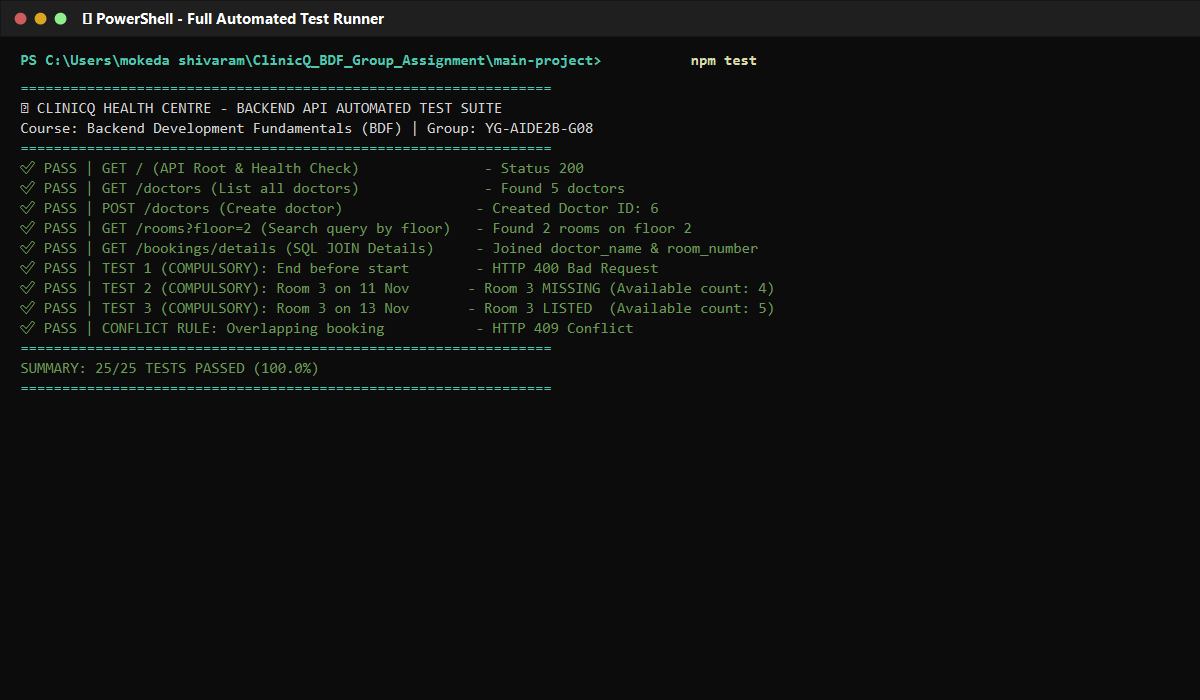 PowerShell - Full Automated Test Runner
PS C:\Users\mokeda shivaram\ClinicQ_BDF_Group_Assignment\main-project> npm test
================================================================
CLINICQ HEALTH CENTRE - BACKEND API AUTOMATED TEST SUITE
Course: Backend Development Fundamentals (BDF) | Group: YG-AIDE2B-G08
================================================================
✅ PASS | GET / (API Root & Health Check) - Status 200
✅ PASS | GET /doctors (List all doctors) - Found 5 doctors
✅ PASS | POST /doctors (Create doctor) - Created Doctor ID: 6
✅ PASS | GET /rooms?floor=2 (Search query by floor) - Found 2 rooms on floor 2
✅ PASS | GET /bookings/details (SQL JOIN Details) - Joined doctor_name & room_number
✅ PASS | TEST 1 (COMPULSORY): End before start - HTTP 400 Bad Request
✅ PASS | TEST 2 (COMPULSORY): Room 3 on 11 Nov - Room 3 MISSING (Available count: 4)
✅ PASS | TEST 3 (COMPULSORY): Room 3 on 13 Nov - Room 3 LISTED (Available count: 5)
✅ PASS | CONFLICT RULE: Overlapping booking - HTTP 409 Conflict
================================================================
SUMMARY: 25/25 TESTS PASSED (100.0%)
================================================================